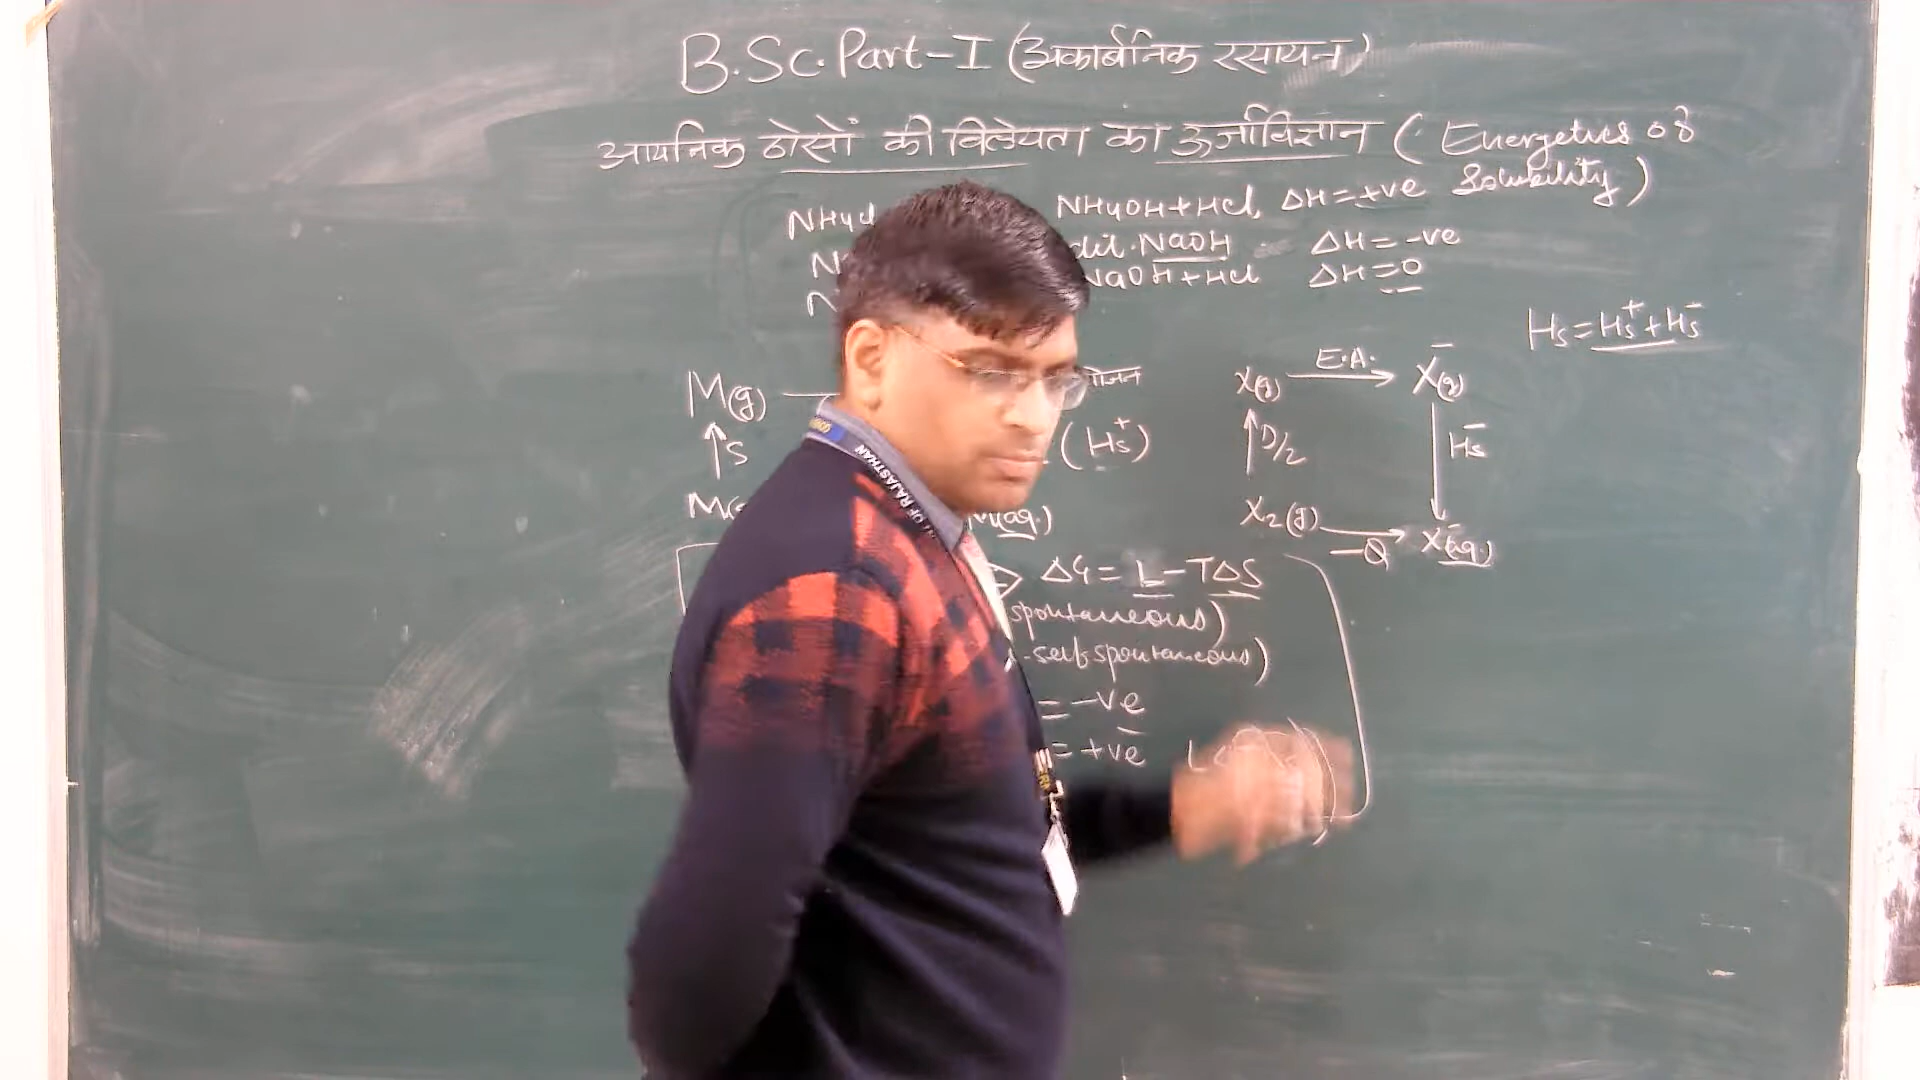 B.Sc. Part-I (अकार्बनिक रसायन)
आयनिक ठोसों की विलेयता का ऊर्जाविज्ञान ( Energetics of
Solubility)
NH4Cl NH4OH+HCl, ΔH=+ve
dil. NaOH ΔH=-ve
NaOH+HCl ΔH=0
Hs=Hs⁺+Hs⁻
M(g)
↑S
(Hs⁺)
(aq.)
X(g) E.A. → X⁻(g)
↑D/2 ↓Hs⁻
X2(g) -Q → X⁻(aq.)
ΔG= L-TΔS
spontaneous)
-self spontaneous)
=-ve
=+ve
OF RAJASTHAN